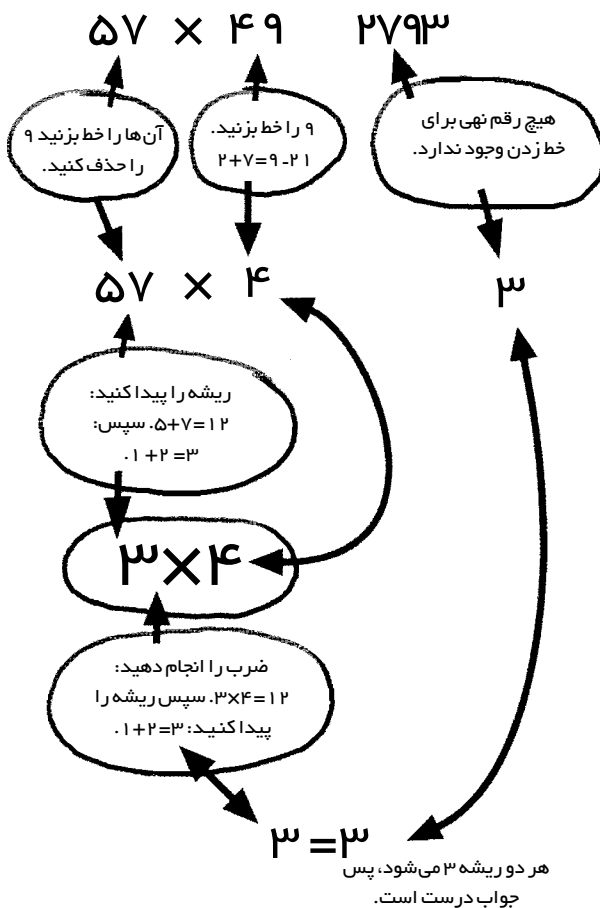 ۵۷ × ۴۹ ۲۷۹۳
آن‌ها را خط بزنید ۹
را حذف کنید.
۹ را خط بزنید.
۲+۷=۹-۲۱
هیچ رقم نهی برای
خط زدن وجود ندارد.
۵۷ × ۴ ۳
ریشه را پیدا کنید:
۵+۷=۱۲. سپس:
۱+۲=۳.
۳×۴
ضرب را انجام دهید:
۳×۴=۱۲. سپس ریشه را
پیدا کنید: ۱+۲=۳.
۳=۳
هر دو ریشه ۳ می‌شود، پس
جواب درست است.